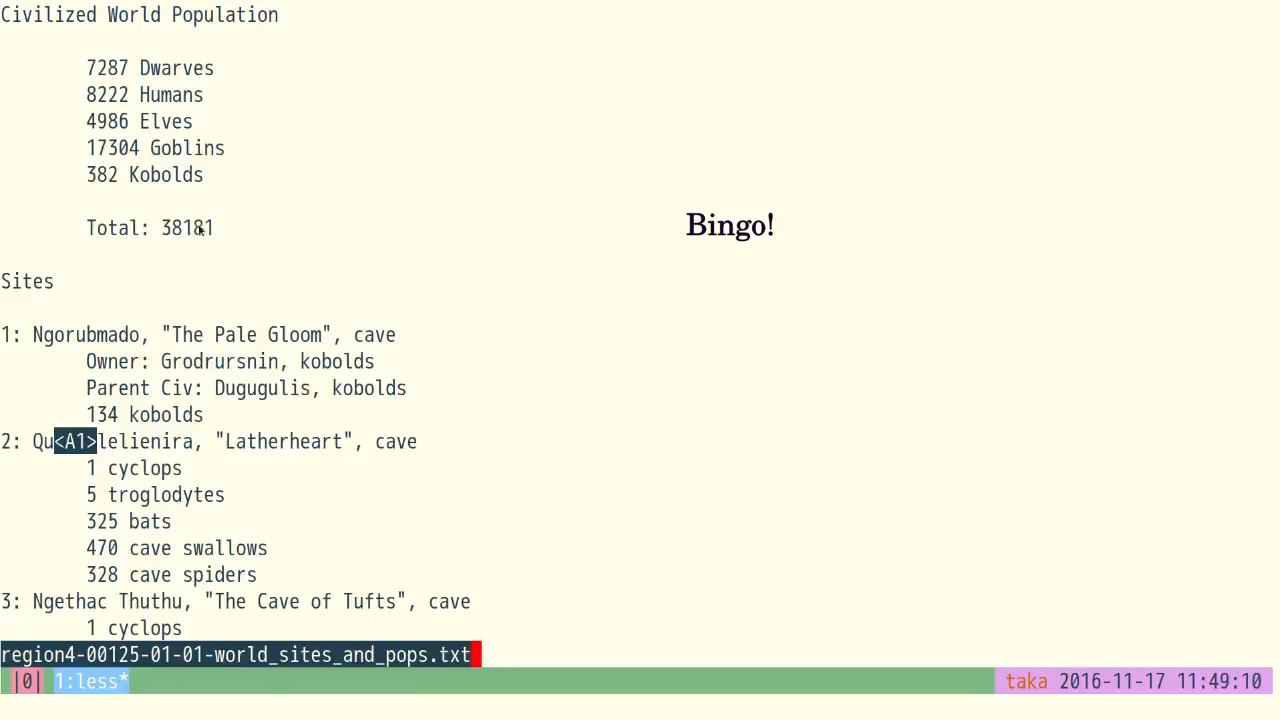 Civilized World Population
7287 Dwarves
8222 Humans
4986 Elves
17304 Goblins
382 Kobolds
Total: 38181
Bingo!
Sites
1: Ngorubmado, "The Pale Gloom", cave
Owner: Grodrursnin, kobolds
Parent Civ: Dugugulis, kobolds
134 kobolds
2: Qu<A1>lelienira, "Latherheart", cave
1 cyclops
5 troglodytes
325 bats
470 cave swallows
328 cave spiders
3: Ngethac Thuthu, "The Cave of Tufts", cave
1 cyclops
region4-00125-01-01-world_sites_and_pops.txt
|0| 1:less* taka 2016-11-17 11:49:10